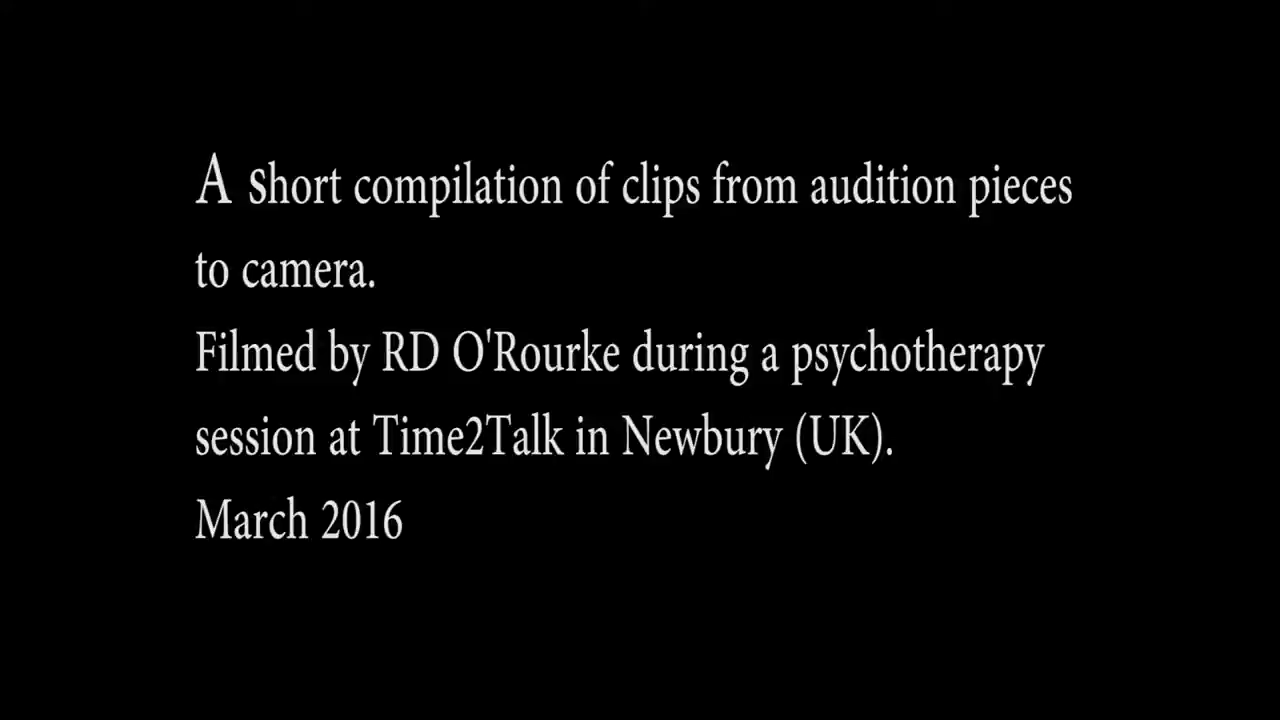 A short compilation of clips from audition pieces
to camera.
Filmed by RD O'Rourke during a psychotherapy
session at Time2Talk in Newbury (UK).
March 2016